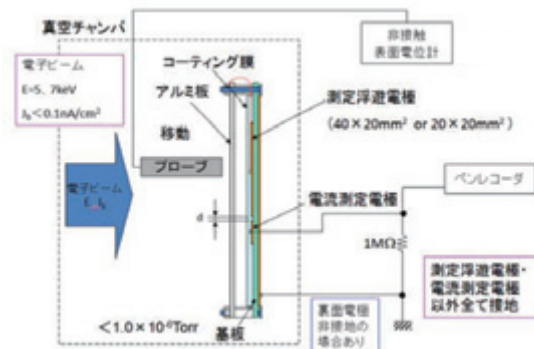 真空チャンバ
非接触
表面電位計
電子ビーム
E=5、7keV
J₀<0.1nA/cm²
コーティング膜
アルミ板
移動
プローブ
測定浮遊電極
(40×20mm² or 20×20mm²)
電子ビーム
ペンレコーダ
電流測定電極
d
1MΩ
測定浮遊電極・
電流測定電極
以外全て接地
<1.0×10⁻⁶Torr
基板
裏面電極
非接地の
場合あり